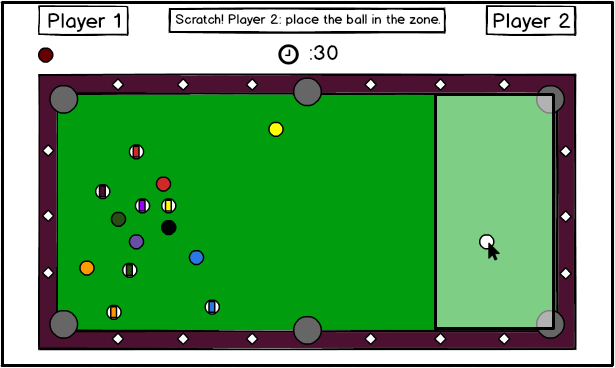 Player 1
Scratch! Player 2: place the ball in the zone.
Player 2
:30